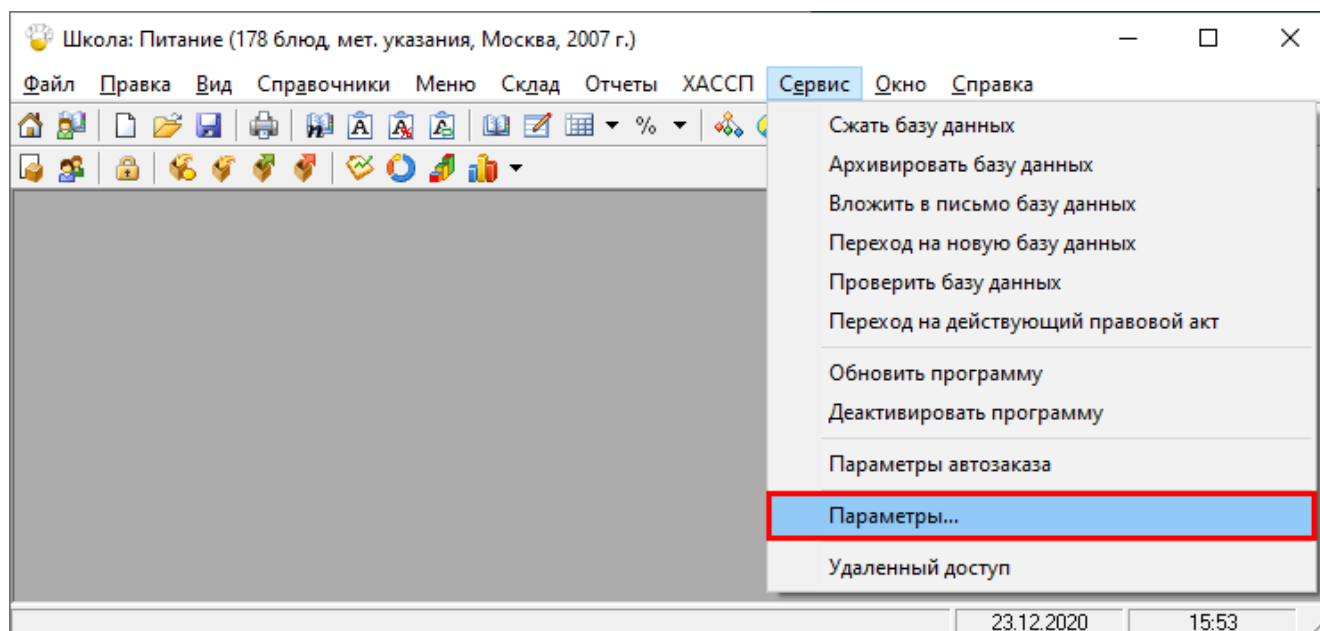 Школа: Питание (178 блюд, мет. указания, Москва, 2007 г.)
Файл Правка Вид Справочники Меню Склад Отчеты ХАССП Сервис Окно Справка
Сжать базу данных
Архивировать базу данных
Вложить в письмо базу данных
Переход на новую базу данных
Проверить базу данных
Переход на действующий правовой акт
Обновить программу
Деактивировать программу
Параметры автозаказа
Параметры...
Удаленный доступ
23.12.2020 15:53